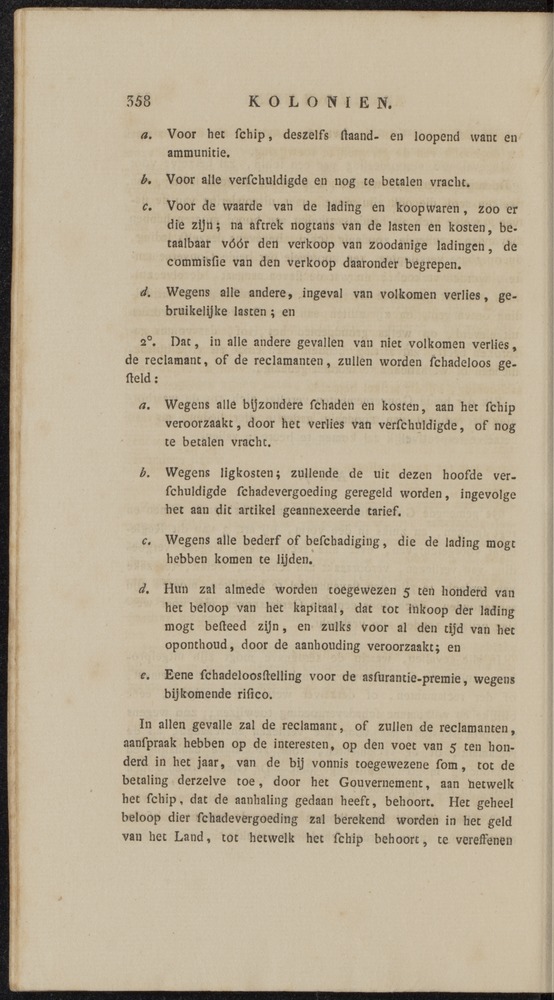 358 KOLONIEN.
a. Voor het ſchip, deszelfs ſtaand- en loopend want en
ammunitie.
b. Voor alle verſchuldigde en nog te betalen vracht.
c. Voor de waarde van de lading en koopwaren, zoo er
die zijn; na aftrek nogtans van de lasten en kosten, be-
taalbaar vóór den verkoop van zoodanige ladingen, de
commisſie van den verkoop daaronder begrepen.
d. Wegens alle andere, ingeval van volkomen verlies, ge-
bruikelijke lasten; en
2°. Dat, in alle andere gevallen van niet volkomen verlies,
de reclamant, of de reclamanten, zullen worden ſchadeloos ge-
ſteld:
a. Wegens alle bijzondere ſchaden en kosten, aan het ſchip
veroorzaakt, door het verlies van verſchuldigde, of nog
te betalen vracht.
b. Wegens ligkosten; zullende de uit dezen hoofde ver-
ſchuldigde ſchadevergoeding geregeld worden, ingevolge
het aan dit artikel geannexeerde tarief.
c. Wegens alle bederf of beſchadiging, die de lading mogt
hebben komen te lijden.
d. Hun zal almede worden toegewezen 5 ten honderd van
het beloop van het kapitaal, dat tot inkoop der lading
mogt beſteed zijn, en zulks voor al den tijd van het
oponthoud, door de aanhouding veroorzaakt; en
e. Eene ſchadeloosſtelling voor de asſurantie-premie, wegens
bijkomende riſico.
In allen gevalle zal de reclamant, of zullen de reclamanten,
aanſpraak hebben op de interesten, op den voet van 5 ten hon-
derd in het jaar, van de bij vonnis toegewezene ſom, tot de
betaling derzelve toe, door het Gouvernement, aan hetwelk
het ſchip, dat de aanhaling gedaan heeft, behoort. Het geheel
beloop dier ſchadevergoeding zal berekend worden in het geld
van het Land, tot hetwelk het ſchip behoort, te vereffenen